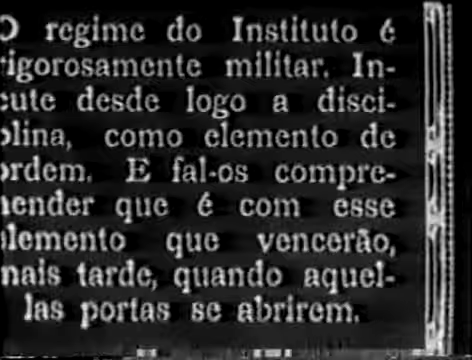 O regime do Instituto é
rigorosamente militar. In-
cute desde logo a disci-
plina, como elemento de
ordem. E fal-os compre-
hender que é com esse
elemento que vencerão,
mais tarde, quando aquel-
las portas se abrirem.